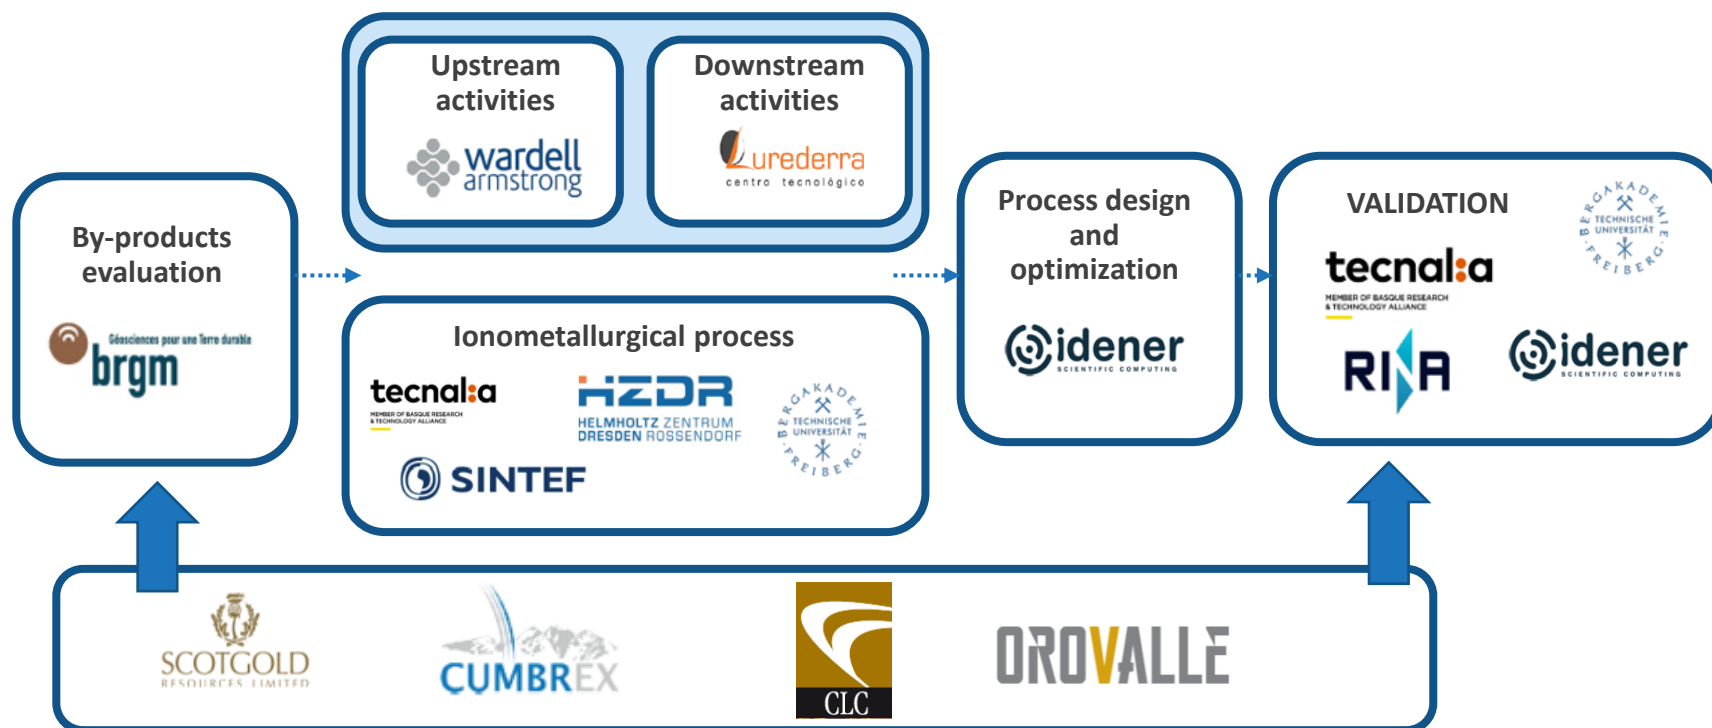 Upstream
activities
wardell
armstrong
Downstream
activities
Lurederra
centro tecnológico
By-products
evaluation
Géosciences pour une Terre durable
brgm
Ionometallurgical process
tecnal:a
MEMBER OF BASQUE RESEARCH
& TECHNOLOGY ALLIANCE
HZDR
HELMHOLTZ ZENTRUM
DRESDEN ROSSENDORF
BERGAKADEMIE
TECHNISCHE
UNIVERSITÄT
FREIBERG
SINTEF
Process design
and
optimization
idener
SCIENTIFIC COMPUTING
VALIDATION
BERGAKADEMIE
TECHNISCHE
UNIVERSITÄT
FREIBERG
tecnal:a
MEMBER OF BASQUE RESEARCH
& TECHNOLOGY ALLIANCE
RINA
idener
SCIENTIFIC COMPUTING
SCOTGOLD
RESOURCES LIMITED
CUMBREX
CLC
OROVALLE